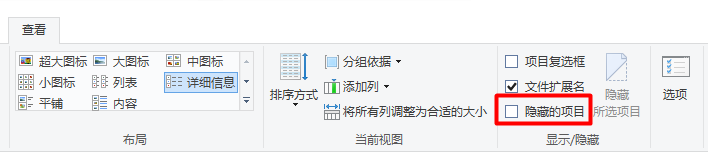 查看
超大图标 大图标 中图标
小图标 列表 详细信息
平铺 内容
布局
排序方式
分组依据
添加列
将所有列调整为合适的大小
当前视图
项目复选框
文件扩展名
隐藏的项目
隐藏
所选项目
显示/隐藏
选项